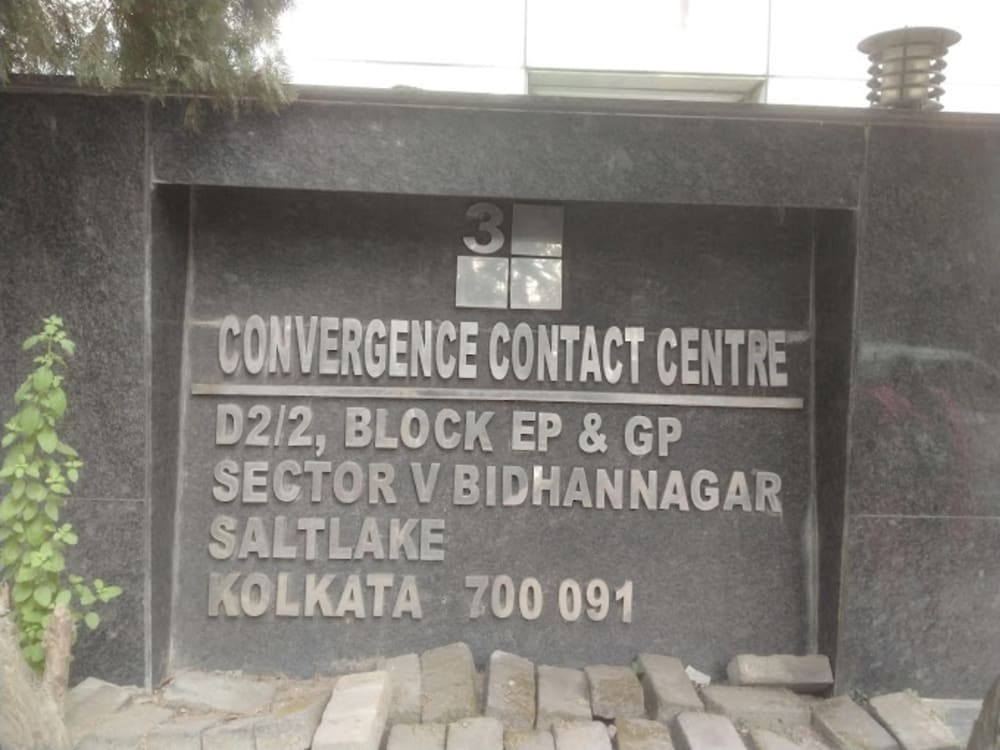 3
CONVERGENCE CONTACT CENTRE
D2/2, BLOCK EP & GP
SECTOR V BIDHANNAGAR
SALTLAKE
KOLKATA 700 091